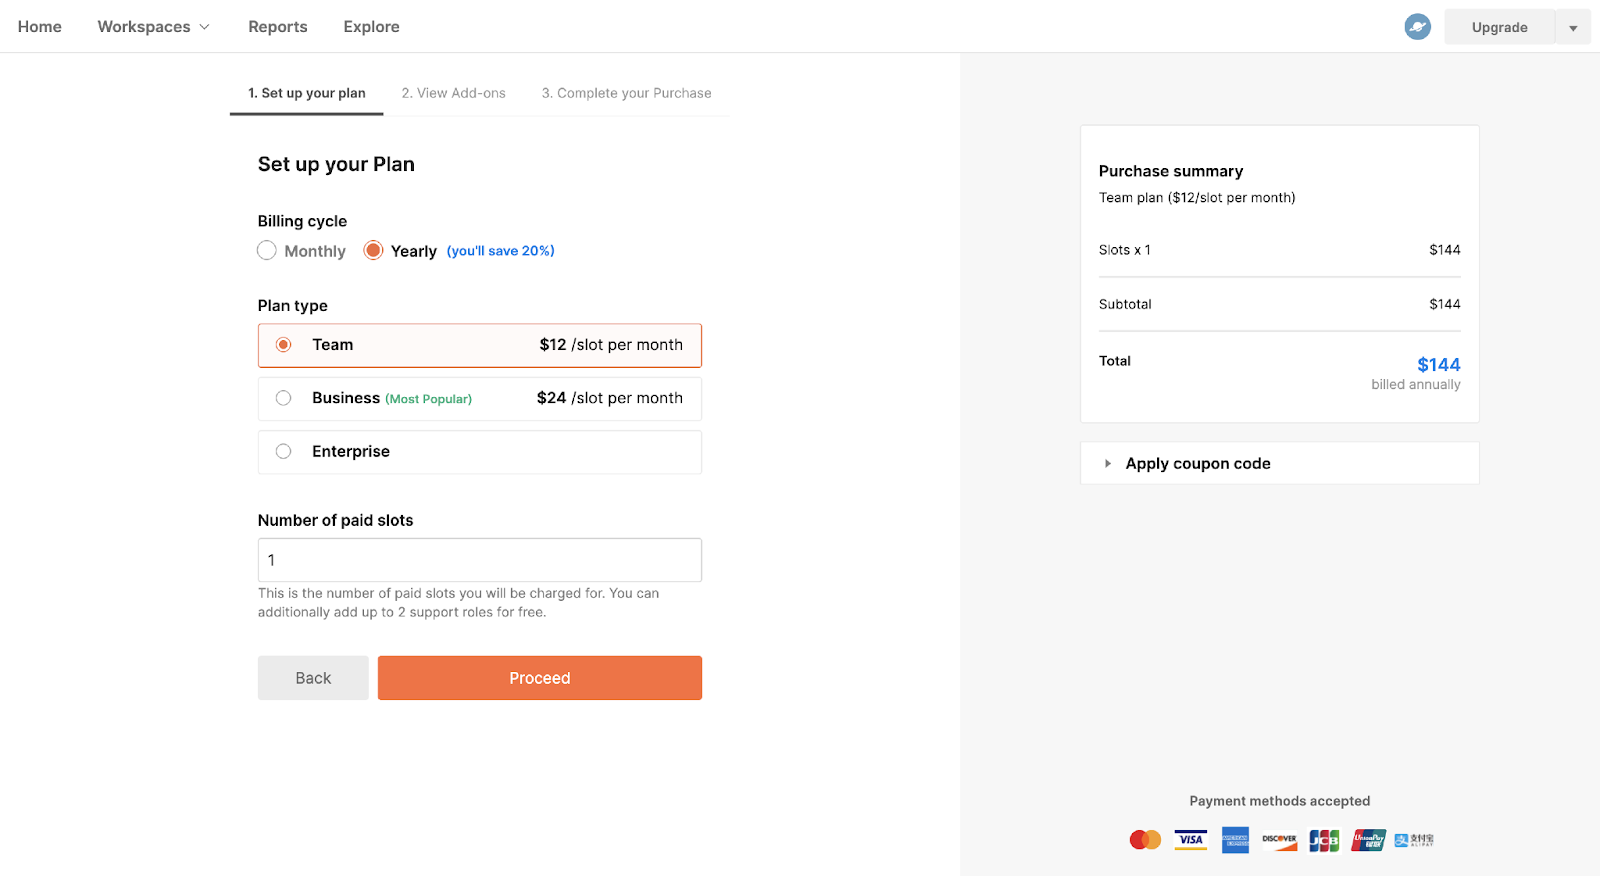 Home Workspaces Reports Explore Upgrade
1. Set up your plan 2. View Add-ons 3. Complete your Purchase
Set up your Plan
Billing cycle
Monthly Yearly (you'll save 20%)
Plan type
Team $12 /slot per month
Business (Most Popular) $24 /slot per month
Enterprise
Number of paid slots
1
This is the number of paid slots you will be charged for. You can
additionally add up to 2 support roles for free.
Back Proceed
Purchase summary
Team plan ($12/slot per month)
Slots x 1 $144
Subtotal $144
Total $144
billed annually
Apply coupon code
Payment methods accepted
VISA AMERICAN EXPRESS DISCOVER JCB UnionPay 银联 支付宝
ALIPAY